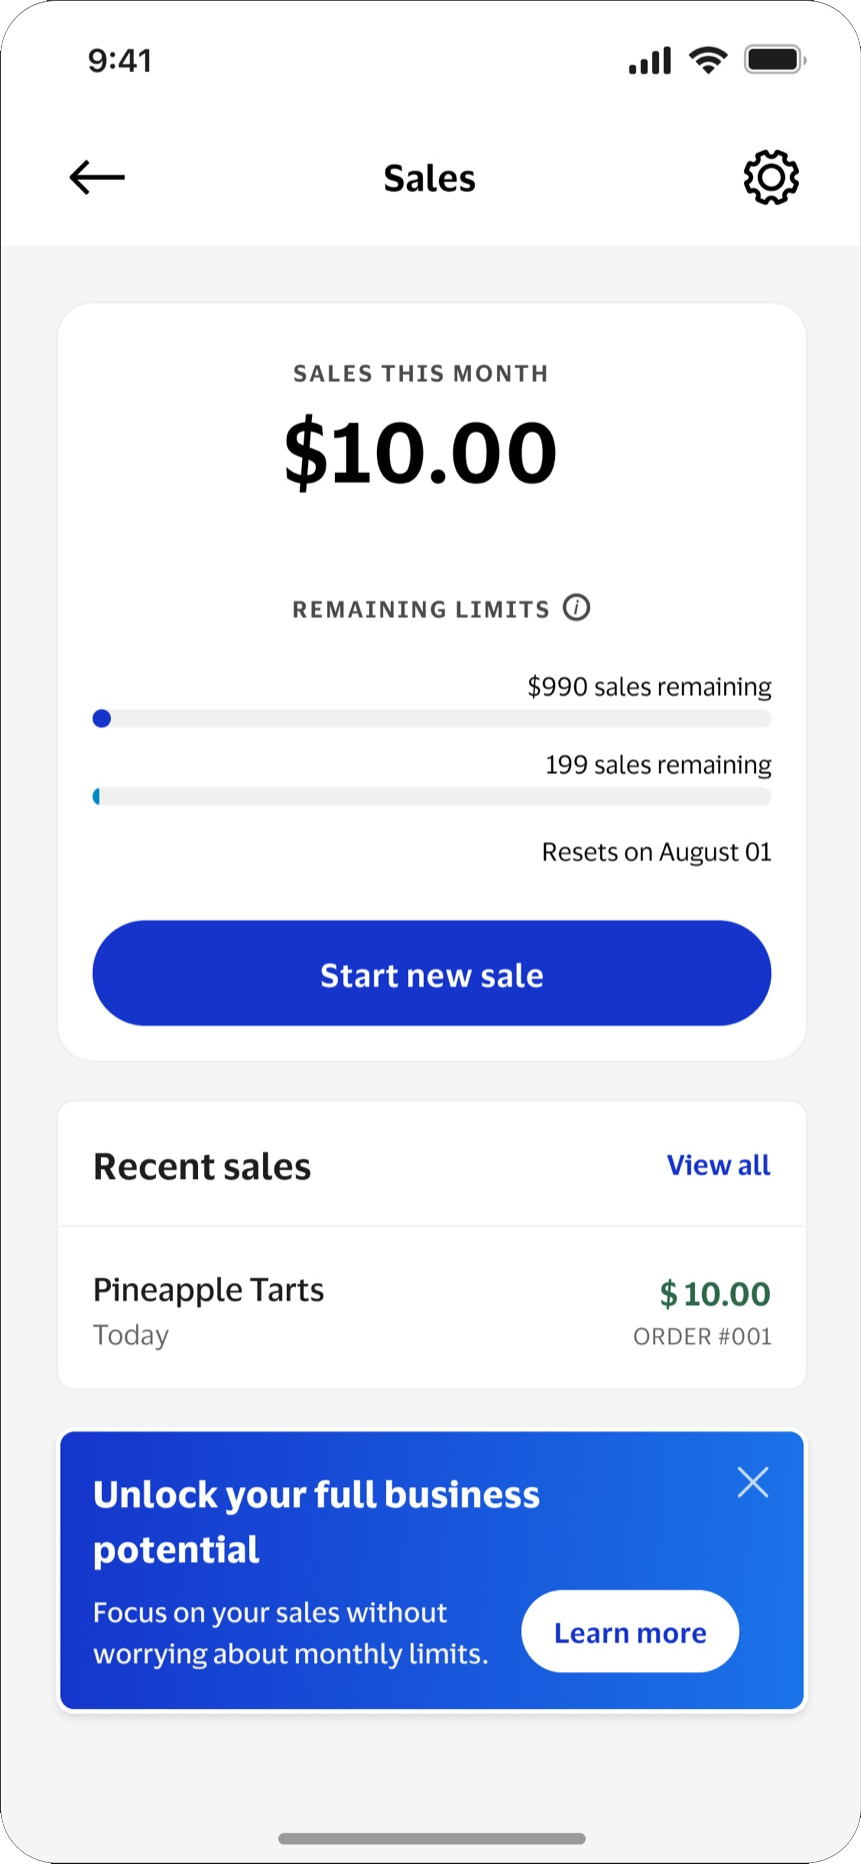 9:41
Sales
SALES THIS MONTH
$10.00
REMAINING LIMITS
$990 sales remaining
199 sales remaining
Resets on August 01
Start new sale
Recent sales
View all
Pineapple Tarts
$ 10.00
Today
ORDER #001
Unlock your full business
potential
Focus on your sales without
worrying about monthly limits.
Learn more